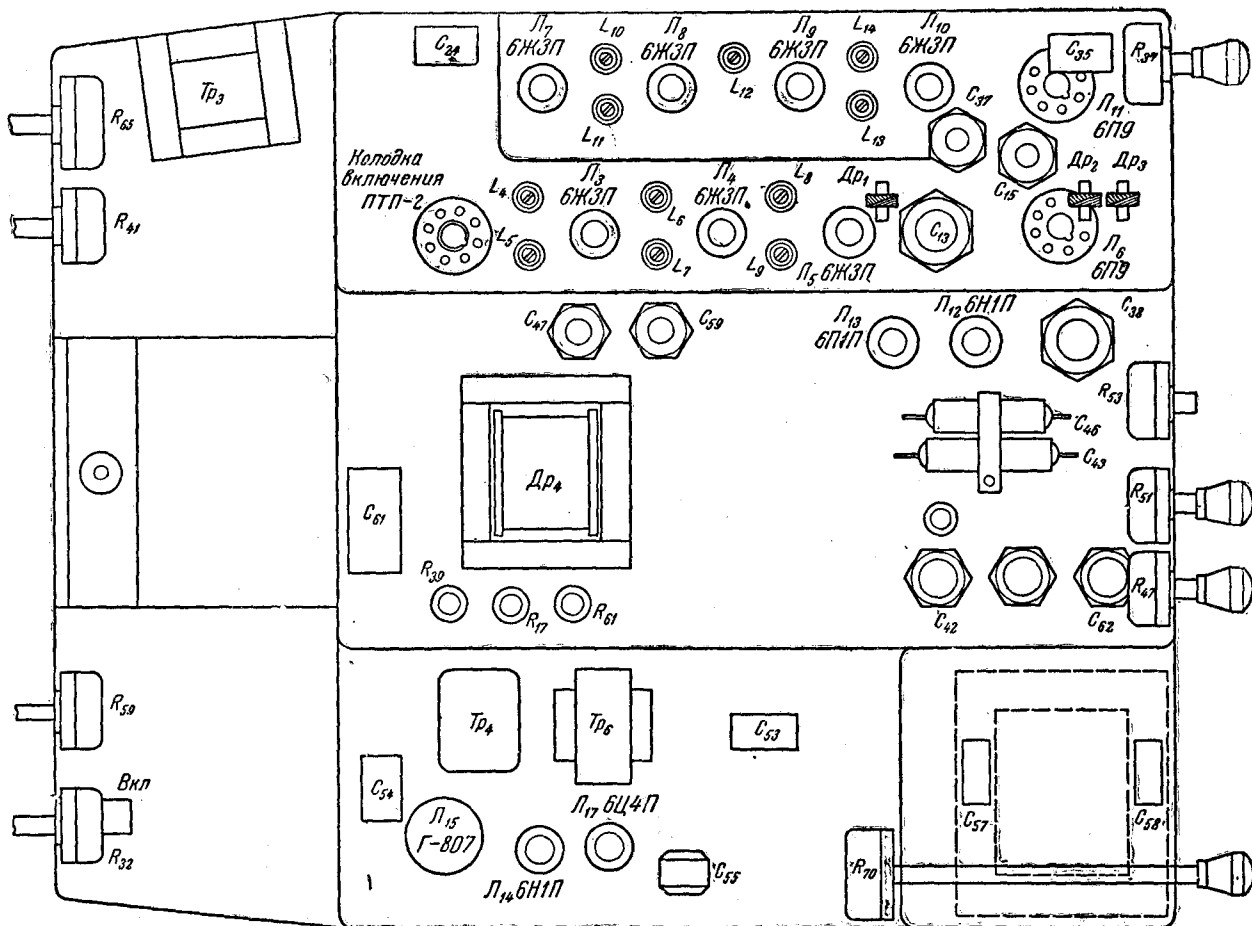 Тр₃
R₆₅
R₄₁
C₂₄
Л₇
6Ж3П
L₁₀
L₁₁
Л₈
6Ж3П
L₁₂
Л₉
6Ж3П
L₁₄
L₁₃
Л₁₀
6Ж3П
C₃₇
C₃₅
R₃₇
Л₁₁
6П9
C₁₅
Др₂
Др₃
Колодка
включения
ПТП-2
L₄
L₅
Л₃
6Ж3П
L₆
L₇
Л₄
6Ж3П
L₈
L₉
Др₁
Л₅ 6Ж3П
C₁₃
Л₆
6П9
C₄₇
C₅₉
Л₁₃
6П1П
Л₁₂ 6Н1П
C₃₈
R₅₃
C₄₆
C₄₃
Др₄
C₆₁
R₅₁
R₃₉
R₁₇
R₆₁
C₄₂
C₆₂
R₄₇
R₅₉
Тр₄
Тр₆
C₅₃
Вкл
R₃₂
C₅₄
Л₁₅
Г-807
Л₁₇ 6Ц4П
Л₁₄ 6Н1П
C₅₅
C₅₇
C₅₈
R₇₀